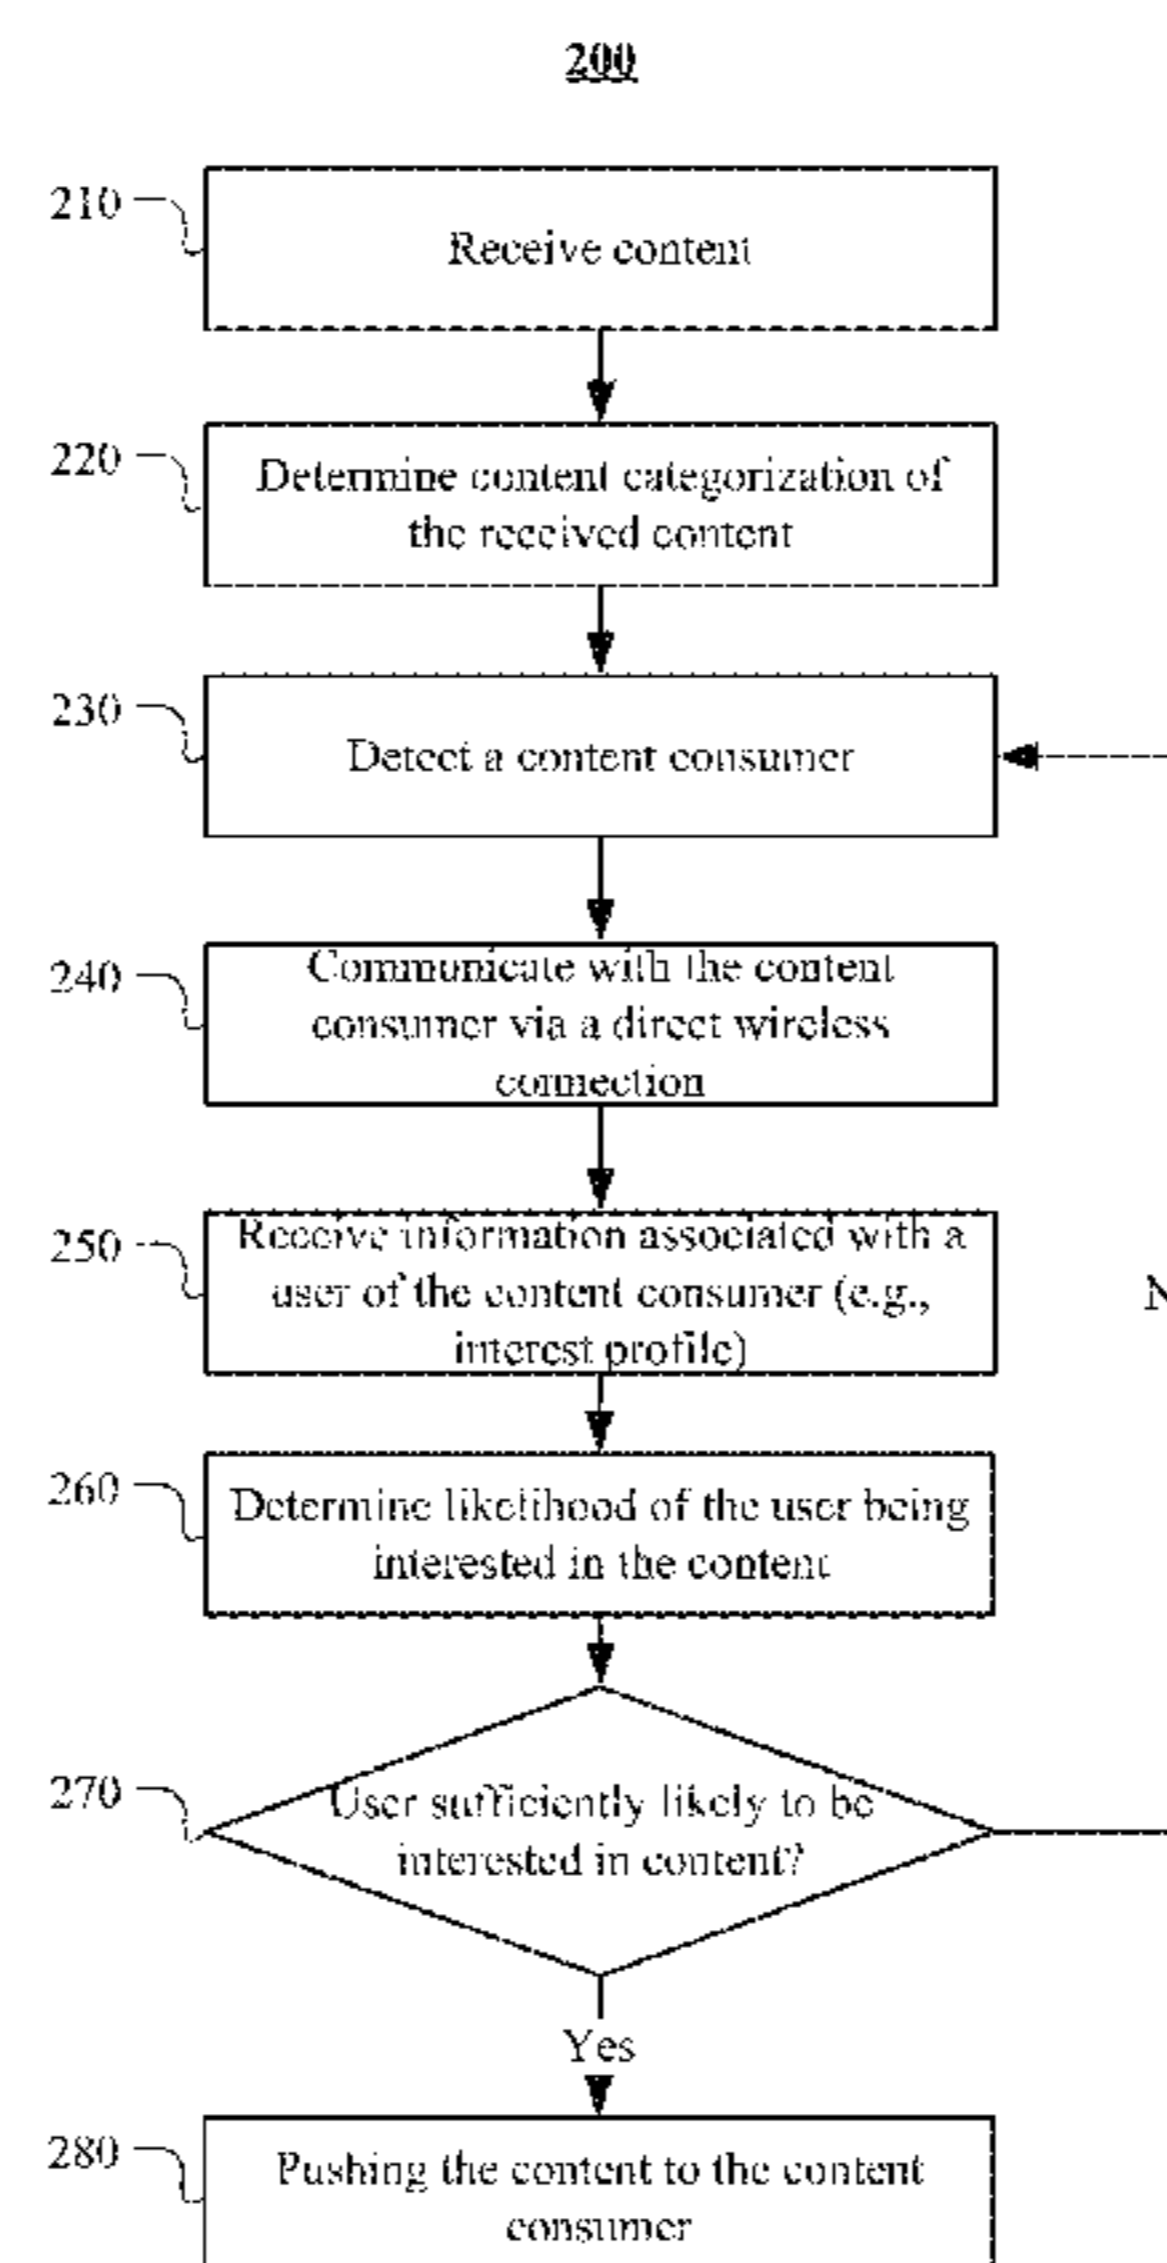 200
210
Receive content
220
Determine content categorization of
the received content
230
Detect a content consumer
240
Communicate with the content
consumer via a direct wireless
connection
250
Receive information associated with a
user of the content consumer (e.g.,
interest profile)
N
260
Determine likelihood of the user being
interested in the content
270
User sufficiently likely to be
interested in content?
Yes
280
Pushing the content to the content
consumer